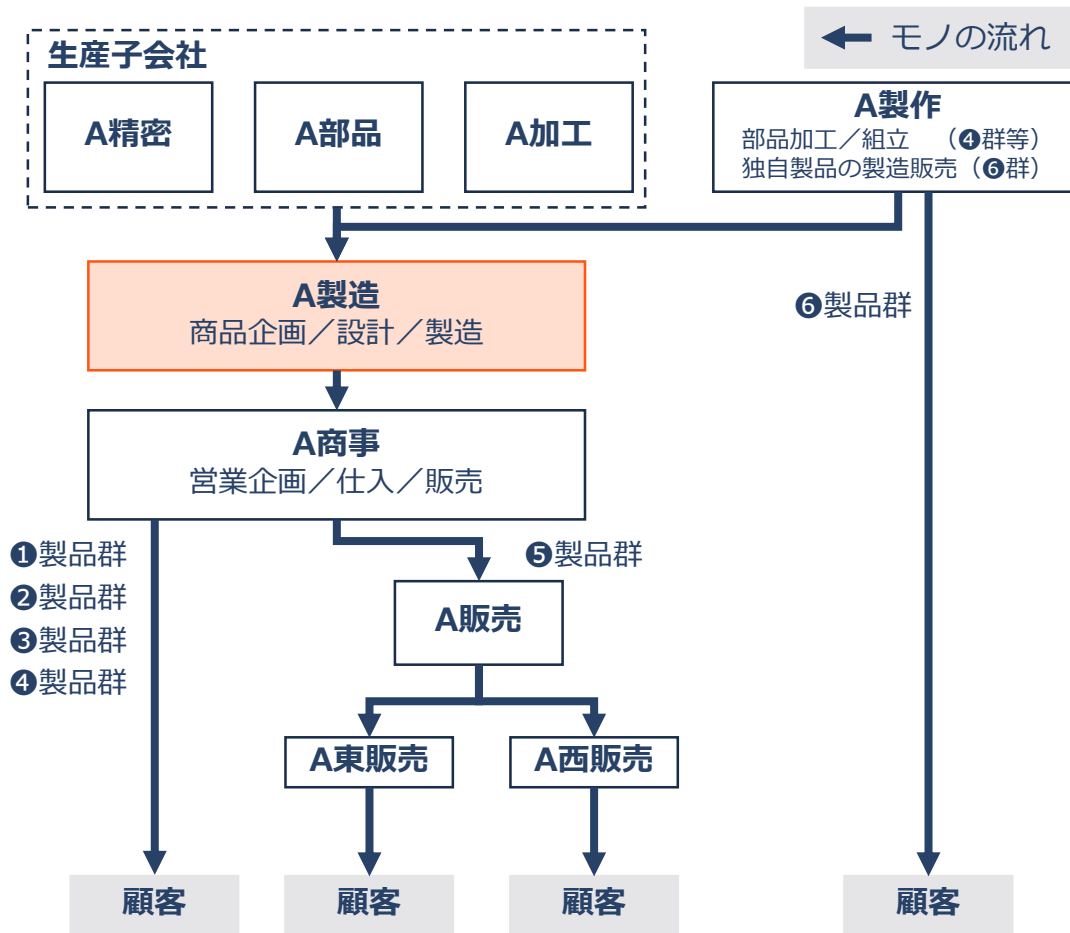 モノの流れ
生産子会社
A精密
A部品
A加工
A製作
部品加工／組立　（❹群等）
独自製品の製造販売（❻群）
A製造
商品企画／設計／製造
❻製品群
A商事
営業企画／仕入／販売
❶製品群
❷製品群
❸製品群
❹製品群
❺製品群
A販売
A東販売
A西販売
顧客
顧客
顧客
顧客